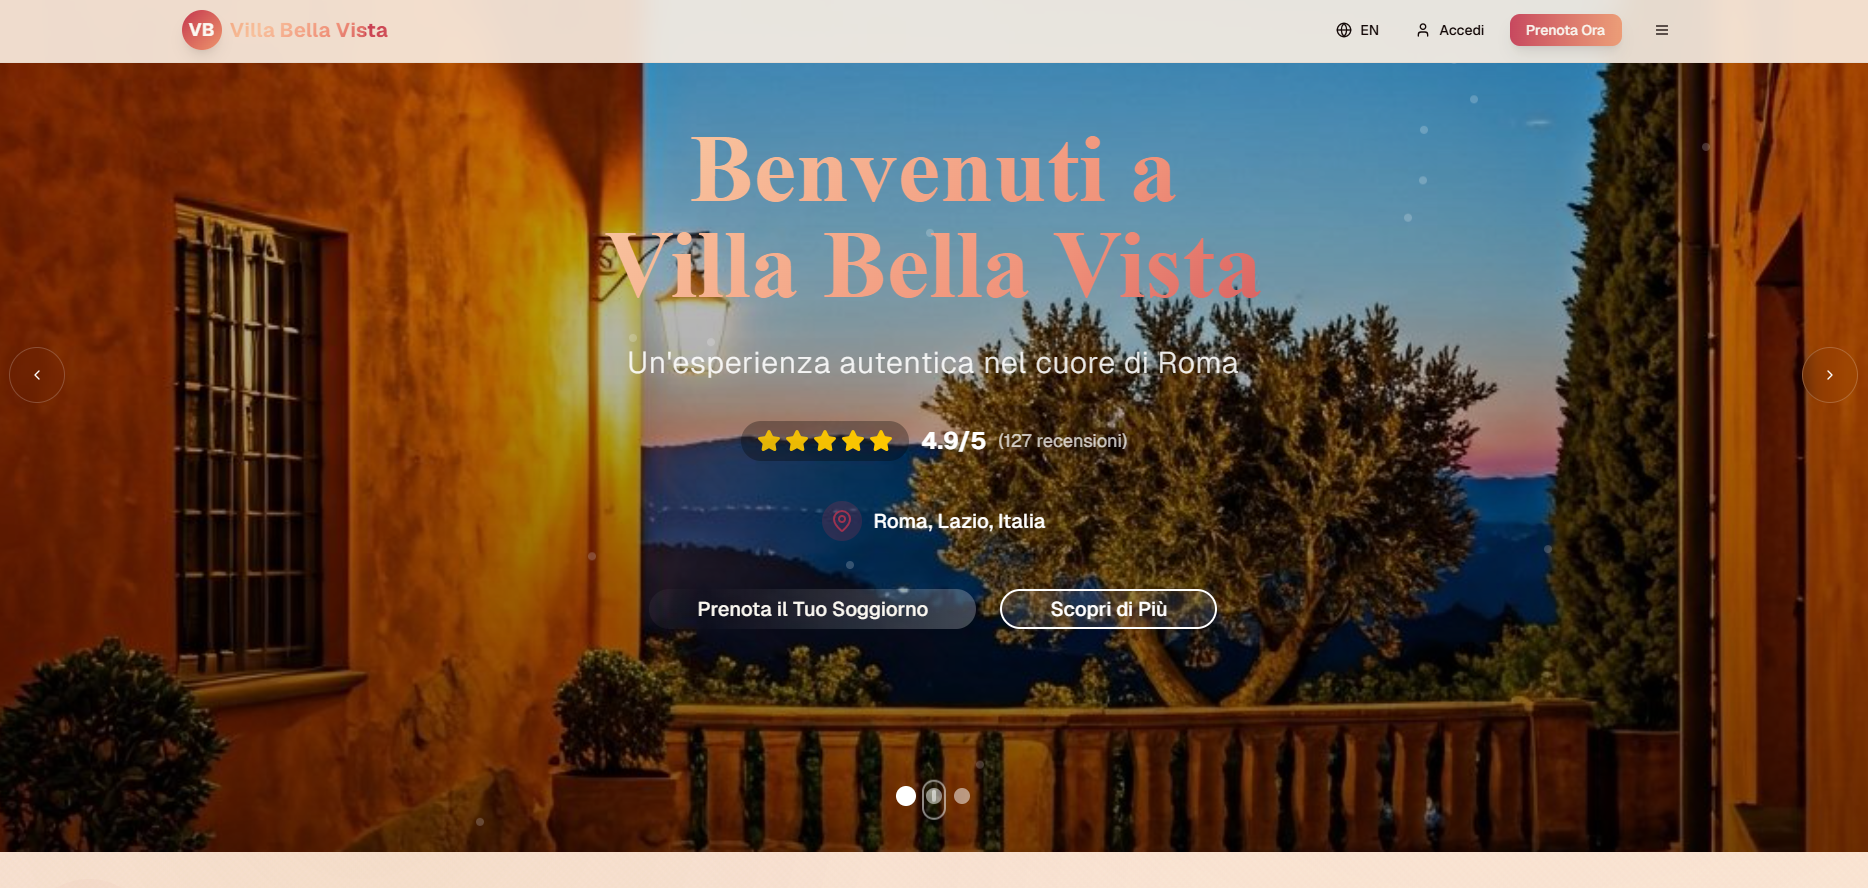 VB Villa Bella Vista
EN Accedi Prenota Ora
Benvenuti a
Villa Bella Vista
Un'esperienza autentica nel cuore di Roma
4.9/5 (127 recensioni)
Roma, Lazio, Italia
Prenota il Tuo Soggiorno Scopri di Più